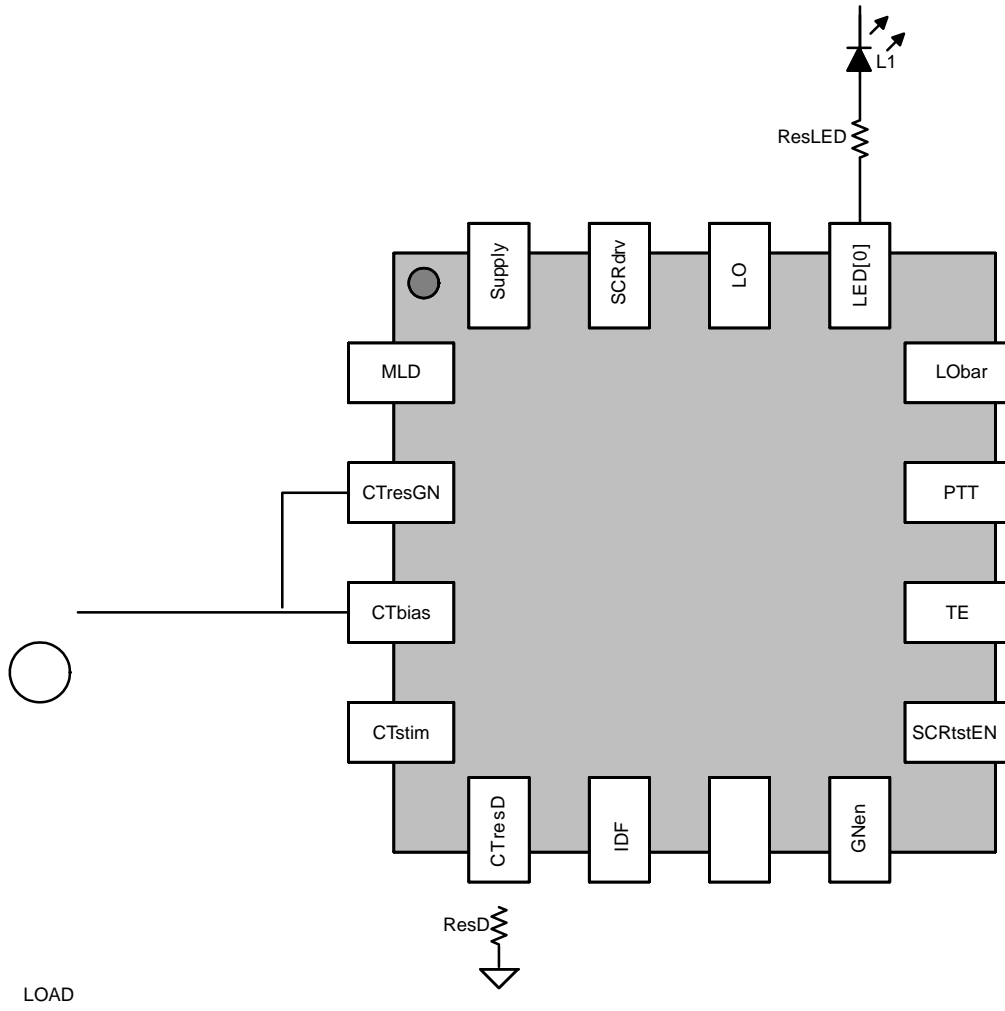 L1
ResLED
Supply
SCRdrv
LO
LED[0]
MLD
LObar
CTresGN
PTT
CTbias
TE
CTstim
SCRtstEN
CTresD
IDF
GNen
ResD
LOAD